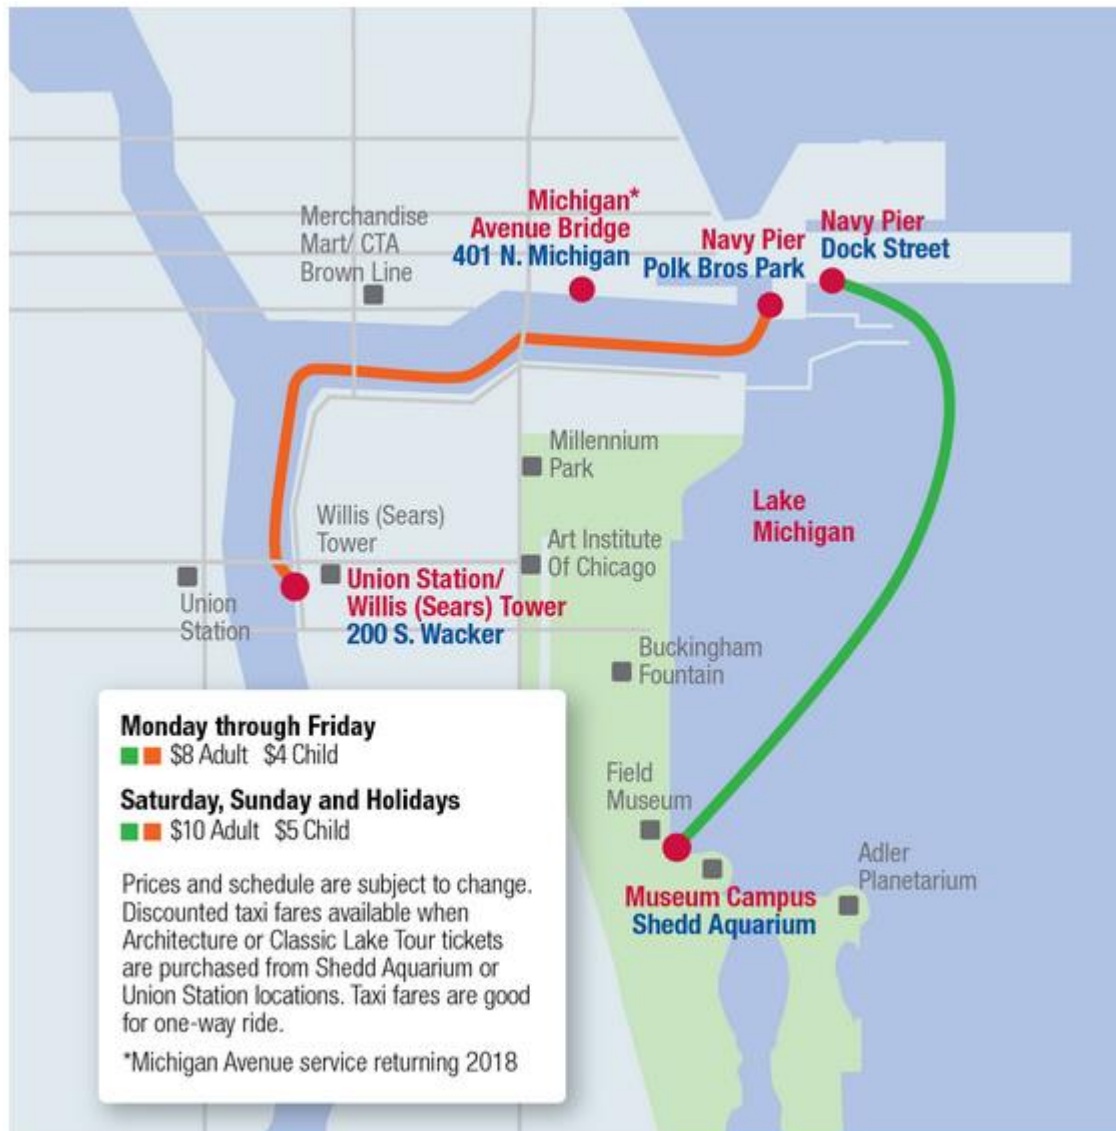 Michigan*
Avenue Bridge
401 N. Michigan
Merchandise
Mart/ CTA
Brown Line
Navy Pier
Polk Bros Park
Navy Pier
Dock Street
Millennium
Park
Lake
Michigan
Willis (Sears)
Tower
Art Institute
Of Chicago
Union
Station
Union Station/
Willis (Sears) Tower
200 S. Wacker
Buckingham
Fountain
Field
Museum
Adler
Planetarium
Museum Campus
Shedd Aquarium
Monday through Friday
$8 Adult $4 Child
Saturday, Sunday and Holidays
$10 Adult $5 Child
Prices and schedule are subject to change.
Discounted taxi fares available when
Architecture or Classic Lake Tour tickets
are purchased from Shedd Aquarium or
Union Station locations. Taxi fares are good
for one-way ride.
*Michigan Avenue service returning 2018